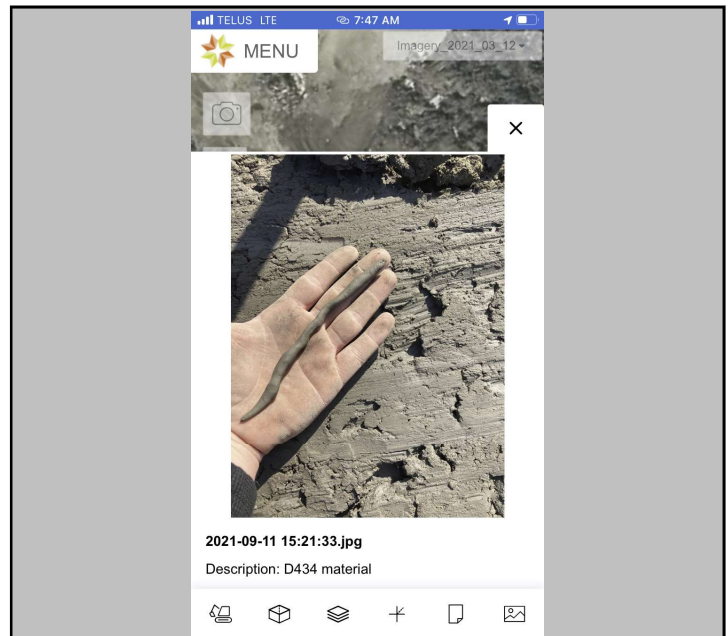 TELUS LTE 7:47 AM
MENU
Imagery_2021_03_12
2021-09-11 15:21:33.jpg
Description: D434 material